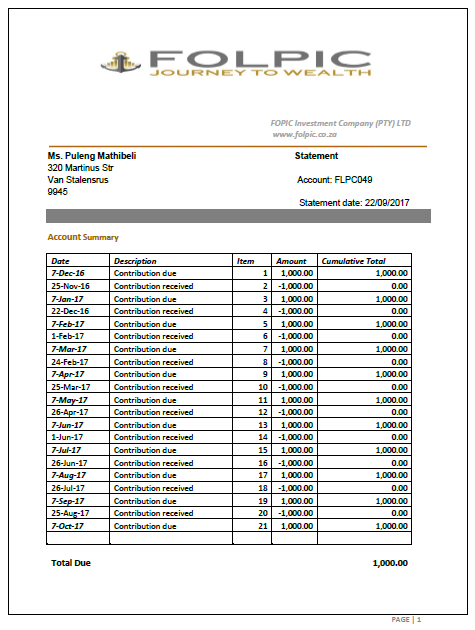 FOLPIC
JOURNEY TO WEALTH
FOPIC Investment Company (PTY) LTD
www.folpic.co.za
Ms. Puleng Mathibeli Statement
320 Martinus Str
Van Stalensrus Account: FLPC049
9945
Statement date: 22/09/2017
Account Summary
Date Description Item Amount Cumulative Total
7-Dec-16 Contribution due 1 1,000.00 1,000.00
25-Nov-16 Contribution received 2 -1,000.00 0.00
7-Jan-17 Contribution due 3 1,000.00 1,000.00
22-Dec-16 Contribution received 4 -1,000.00 0.00
7-Feb-17 Contribution due 5 1,000.00 1,000.00
1-Feb-17 Contribution received 6 -1,000.00 0.00
7-Mar-17 Contribution due 7 1,000.00 1,000.00
24-Feb-17 Contribution received 8 -1,000.00 0.00
7-Apr-17 Contribution due 9 1,000.00 1,000.00
25-Mar-17 Contribution received 10 -1,000.00 0.00
7-May-17 Contribution due 11 1,000.00 1,000.00
26-Apr-17 Contribution received 12 -1,000.00 0.00
7-Jun-17 Contribution due 13 1,000.00 1,000.00
1-Jun-17 Contribution received 14 -1,000.00 0.00
7-Jul-17 Contribution due 15 1,000.00 1,000.00
26-Jun-17 Contribution received 16 -1,000.00 0.00
7-Aug-17 Contribution due 17 1,000.00 1,000.00
26-Jul-17 Contribution received 18 -1,000.00 0.00
7-Sep-17 Contribution due 19 1,000.00 1,000.00
25-Aug-17 Contribution received 20 -1,000.00 0.00
7-Oct-17 Contribution due 21 1,000.00 1,000.00
Total Due 1,000.00
PAGE | 1